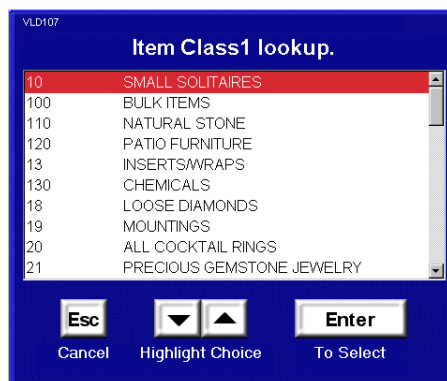 VLD107
Item Class1 lookup.
10 SMALL SOLITAIRES
100 BULK ITEMS
110 NATURAL STONE
120 PATIO FURNITURE
13 INSERTS/WRAPS
130 CHEMICALS
18 LOOSE DIAMONDS
19 MOUNTINGS
20 ALL COCKTAIL RINGS
21 PRECIOUS GEMSTONE JEWELRY
Esc Enter
Cancel Highlight Choice To Select